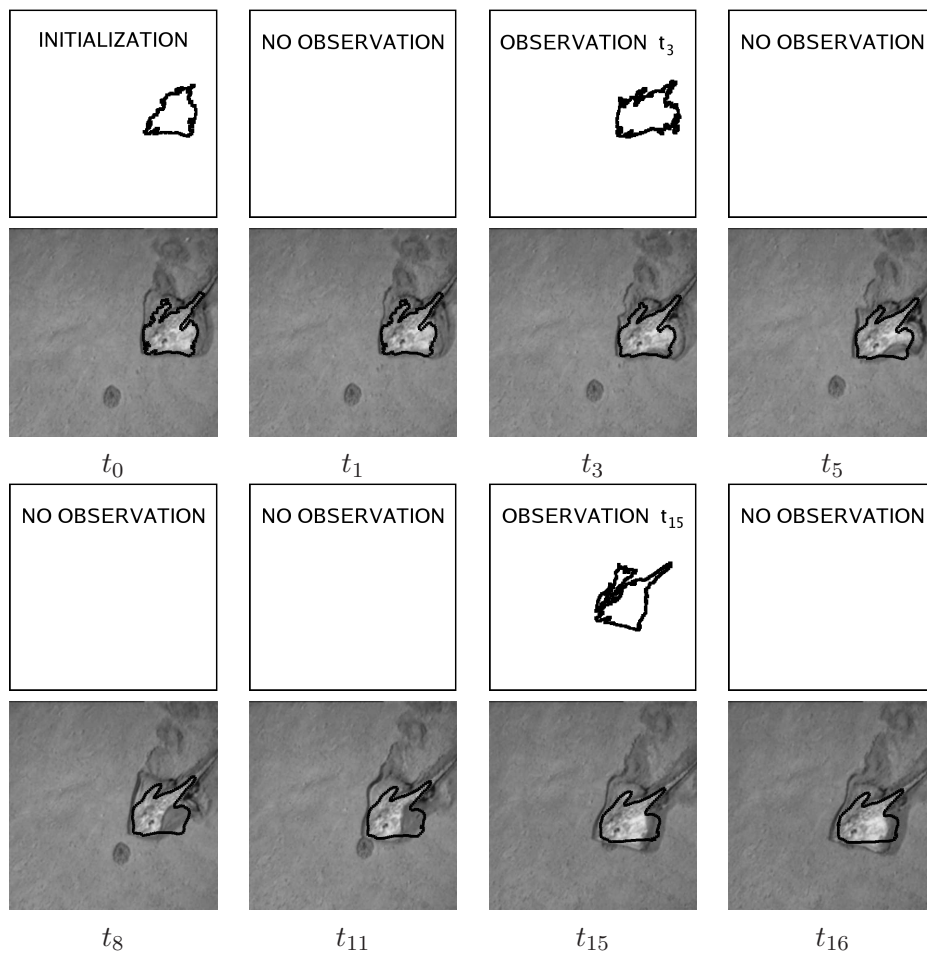 INITIALIZATION
NO OBSERVATION
OBSERVATION t3
NO OBSERVATION
t0
t1
t3
t5
NO OBSERVATION
NO OBSERVATION
OBSERVATION t15
NO OBSERVATION
t8
t11
t15
t16